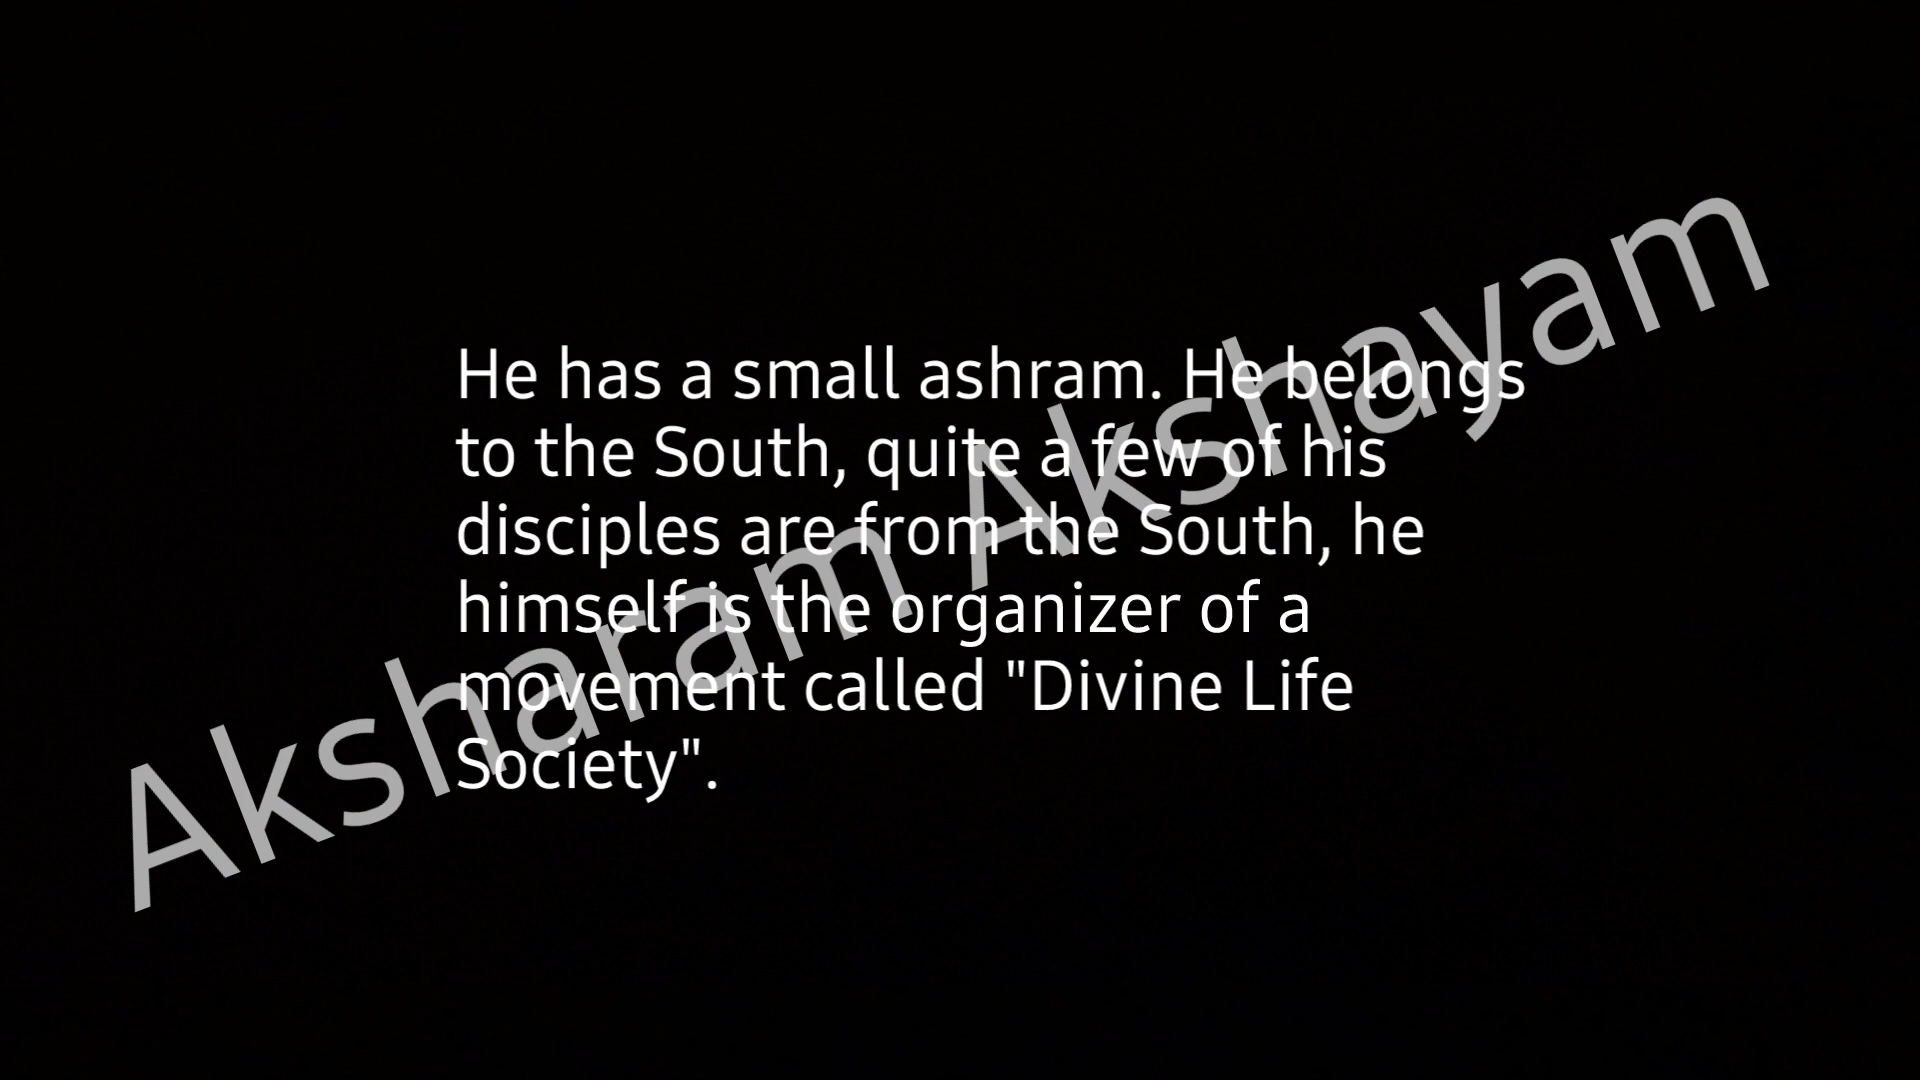 He has a small ashram. He belongs
to the South, quite a few of his
disciples are from the South, he
himself is the organizer of a
movement called "Divine Life
Society".
Aksharam Akshayam